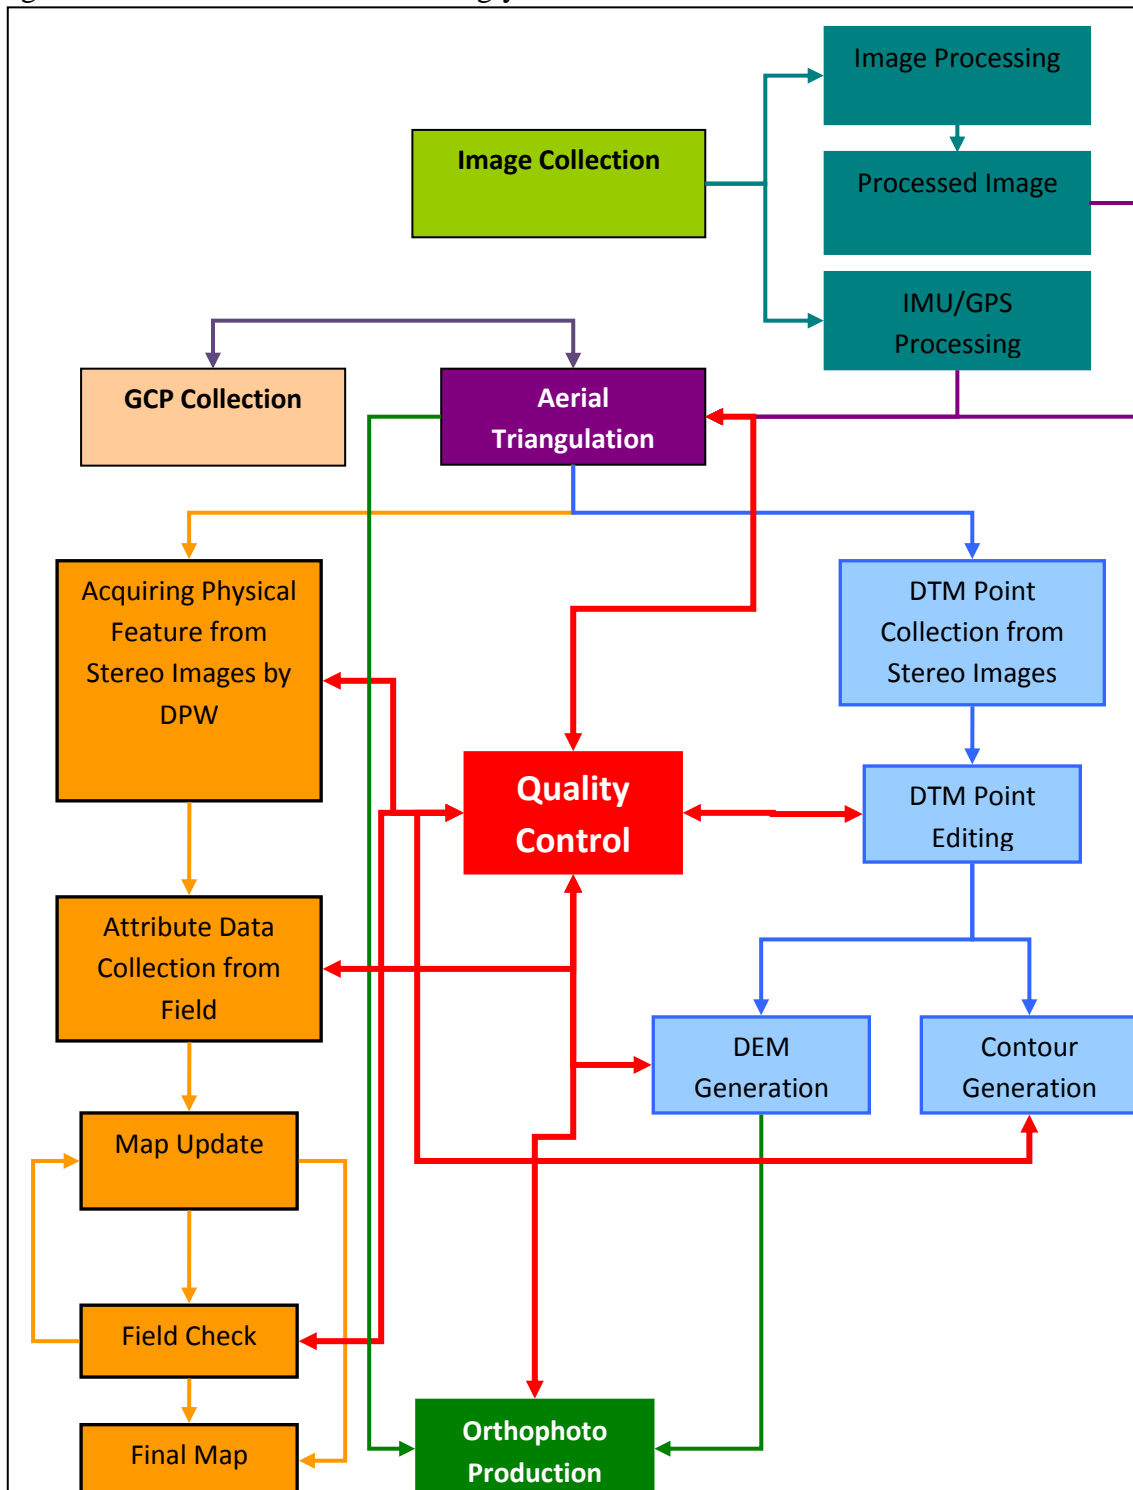 Image Processing
Image Collection
Processed Image
IMU/GPS
Processing
GCP Collection
Aerial
Triangulation
Acquiring Physical
Feature from
Stereo Images by
DPW
DTM Point
Collection from
Stereo Images
Quality
Control
DTM Point
Editing
Attribute Data
Collection from
Field
DEM
Generation
Contour
Generation
Map Update
Field Check
Final Map
Orthophoto
Production